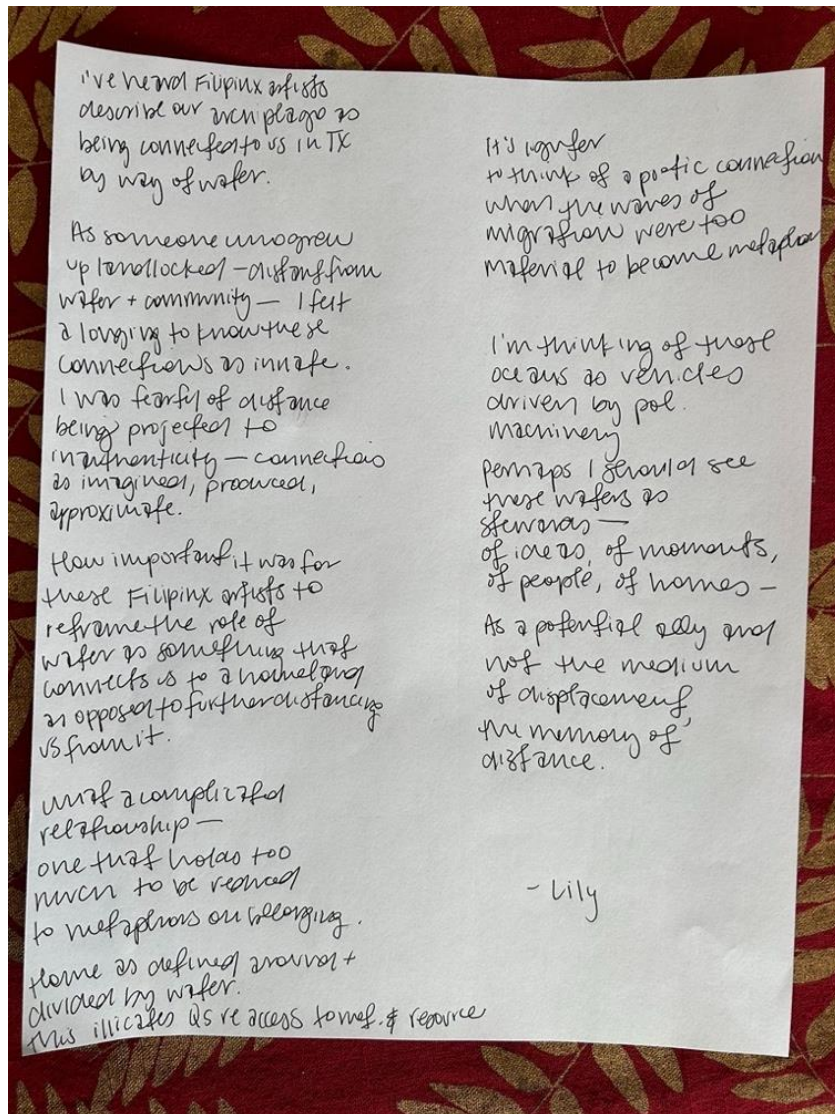 I've heard Filipinx artists
describe our archiplago as
being connected to us in TX
by way of water.
As someone who grew
up landlocked – distant from
water + community — I felt
a longing to know these
connections as innate.
I was fearful of distance
being projected to
inauthenticity — connections
as imagined, produced,
approximate.
How important it was for
these Filipinx artists to
reframe the role of
water as something that
connects us to a homeland
as opposed to further distancing
us from it.
what a complicated
relationship —
one that holds too
much to be reduced
to metaphors on belonging.
Home as defined around +
divided by water.
This illicates Qs re access to & resource
It's
to think of a poetic connection
when the waves of
migration were too
material to become metaphor
I'm thinking of those
oceans as vehicles
driven by pol.
machinery
perhaps I should see
these waters as
stewards —
of ideas, of moments,
of people, of homes –
As a potential ally and
not the medium
of displacement,
the memory of
distance.
- Lily